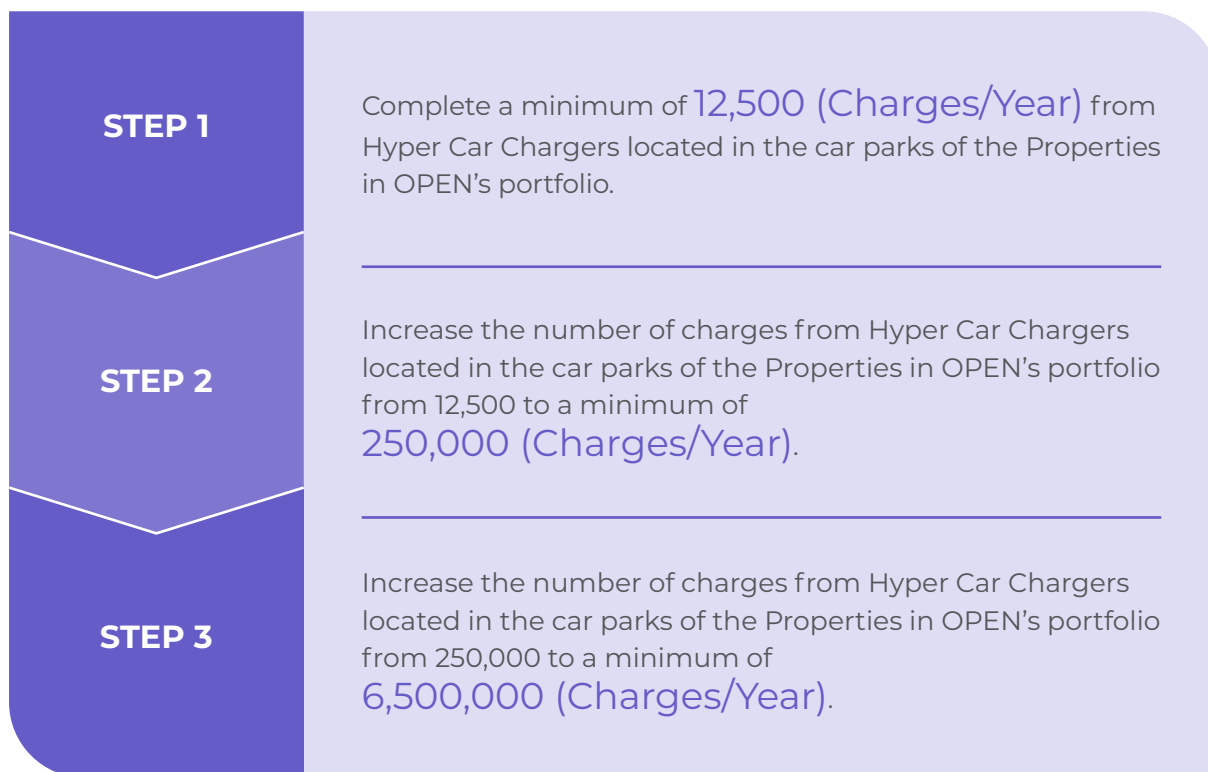 STEP 1
Complete a minimum of 12,500 (Charges/Year) from
Hyper Car Chargers located in the car parks of the Properties
in OPEN’s portfolio.
STEP 2
Increase the number of charges from Hyper Car Chargers
located in the car parks of the Properties in OPEN’s portfolio
from 12,500 to a minimum of
250,000 (Charges/Year).
STEP 3
Increase the number of charges from Hyper Car Chargers
located in the car parks of the Properties in OPEN’s portfolio
from 250,000 to a minimum of
6,500,000 (Charges/Year).